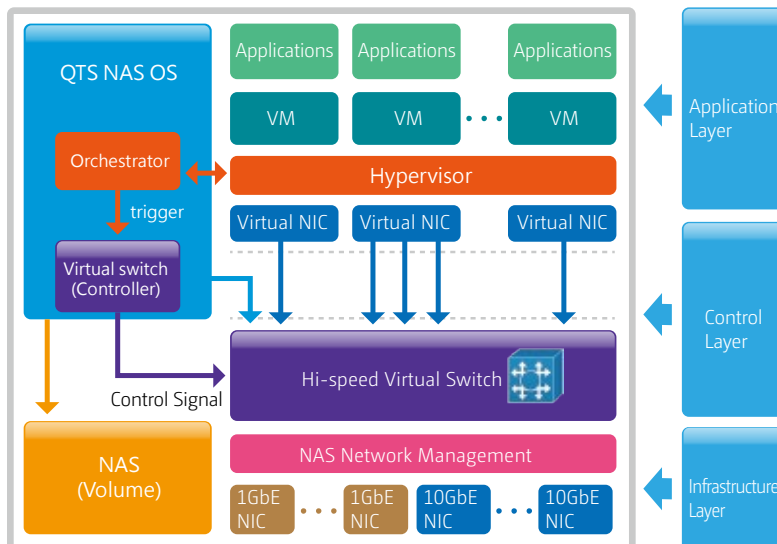 QTS NAS OS
Applications
Applications
Applications
Application
Layer
VM
VM
• • •
VM
Orchestrator
Hypervisor
trigger
Virtual NIC
Virtual NIC
Virtual NIC
Virtual switch
(Controller)
Control
Layer
Hi-speed Virtual Switch
Control Signal
NAS
(Volume)
NAS Network Management
Infrastructure
Layer
1GbE
NIC
• • •
1GbE
NIC
10GbE
NIC
• • •
10GbE
NIC